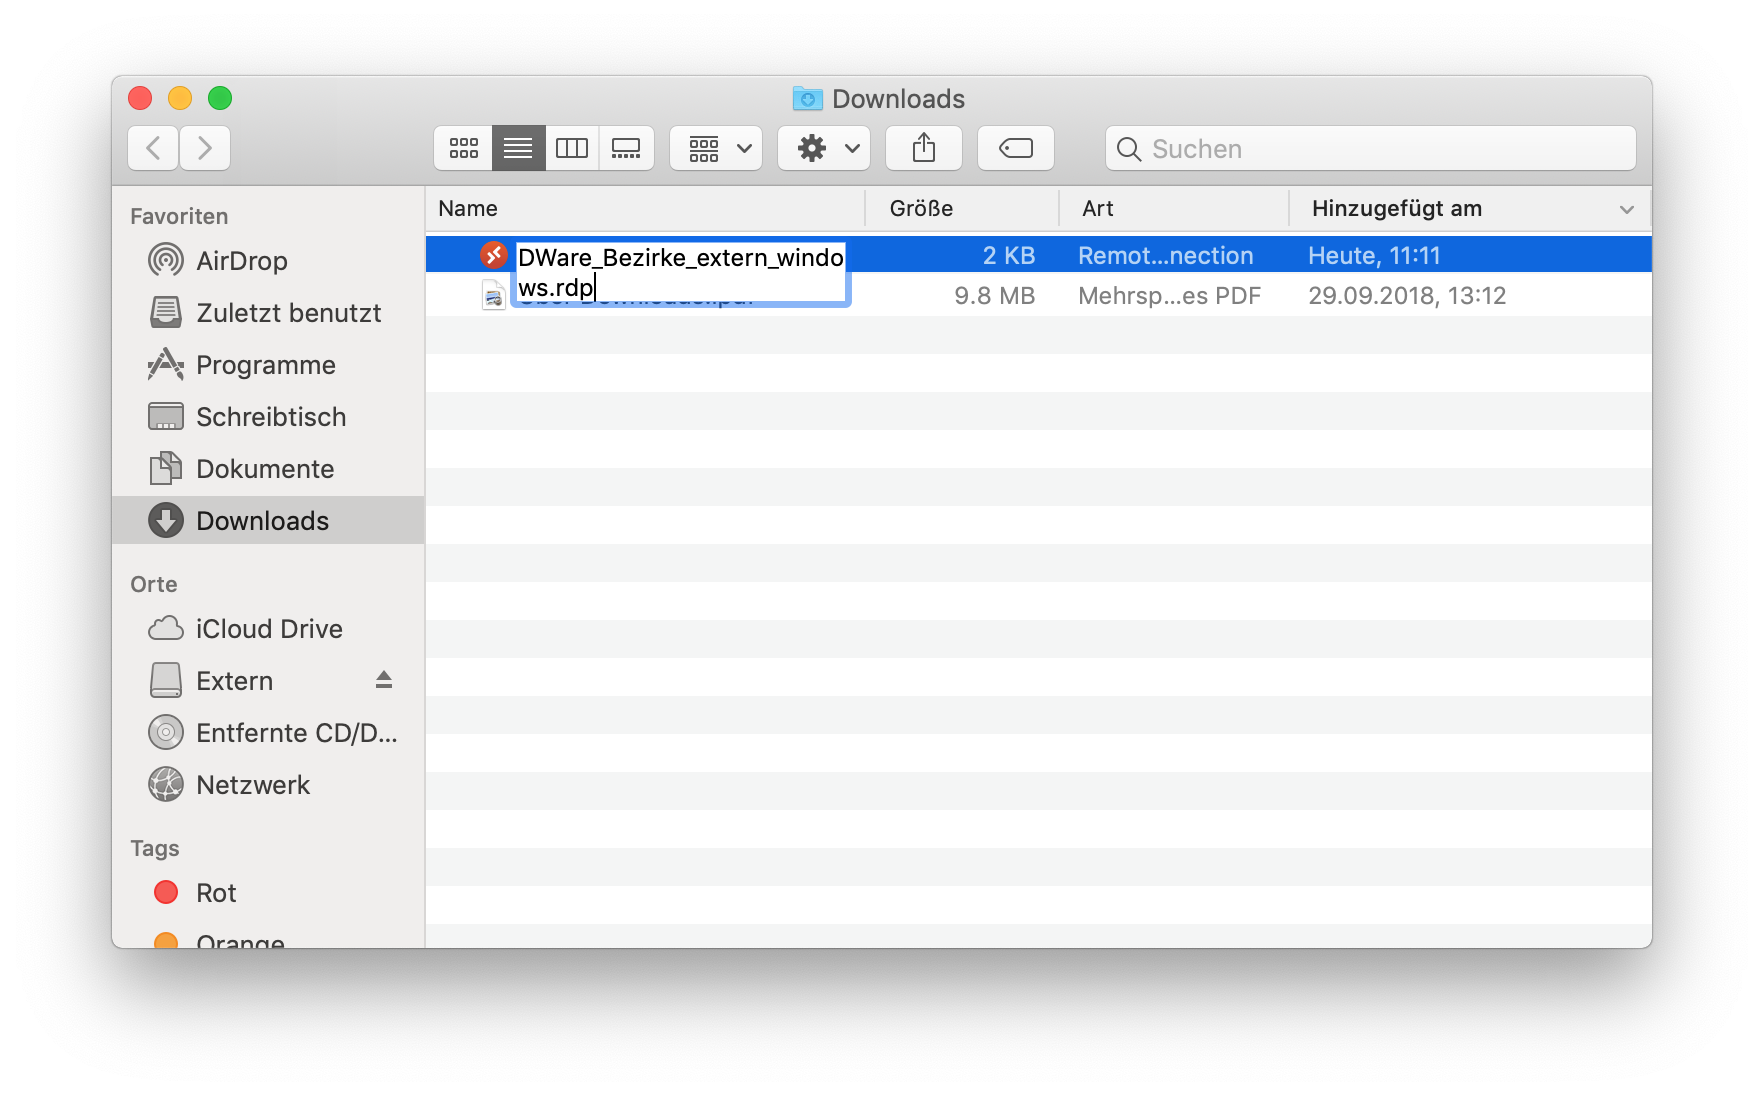 Downloads
Suchen
Favoriten
AirDrop
Zuletzt benutzt
Programme
Schreibtisch
Dokumente
Downloads
Orte
iCloud Drive
Extern
Entfernte CD/D...
Netzwerk
Tags
Rot
Orange
Name Größe Art Hinzugefügt am
DWare_Bezirke_extern_windo
ws.rdp
2 KB Remot...nection Heute, 11:11
9.8 MB Mehrsp...es PDF 29.09.2018, 13:12